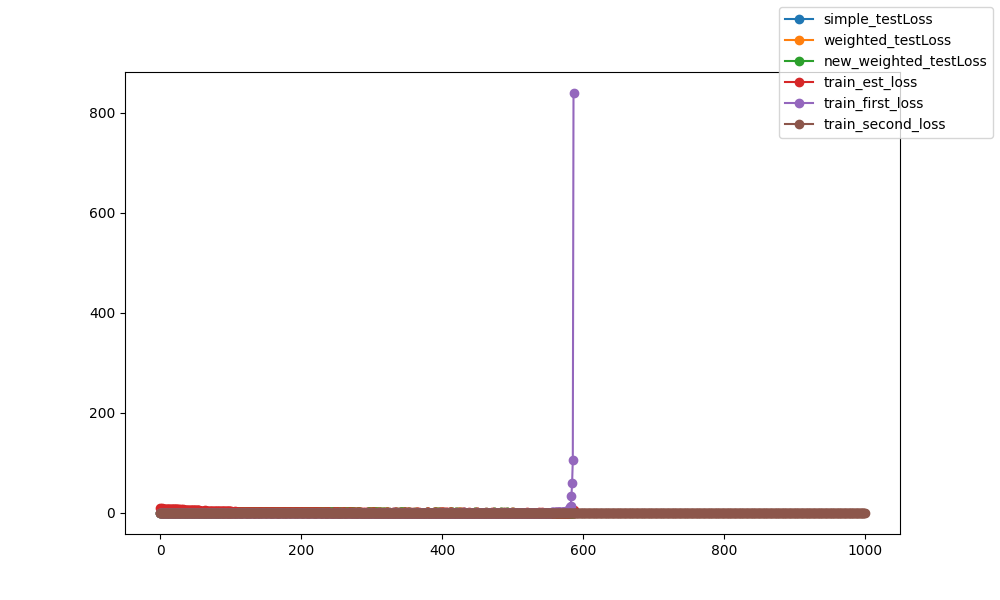 simple_testLoss
weighted_testLoss
new_weighted_testLoss
train_est_loss
train_first_loss
train_second_loss
800
600
400
200
0
0 200 400 600 800 1000